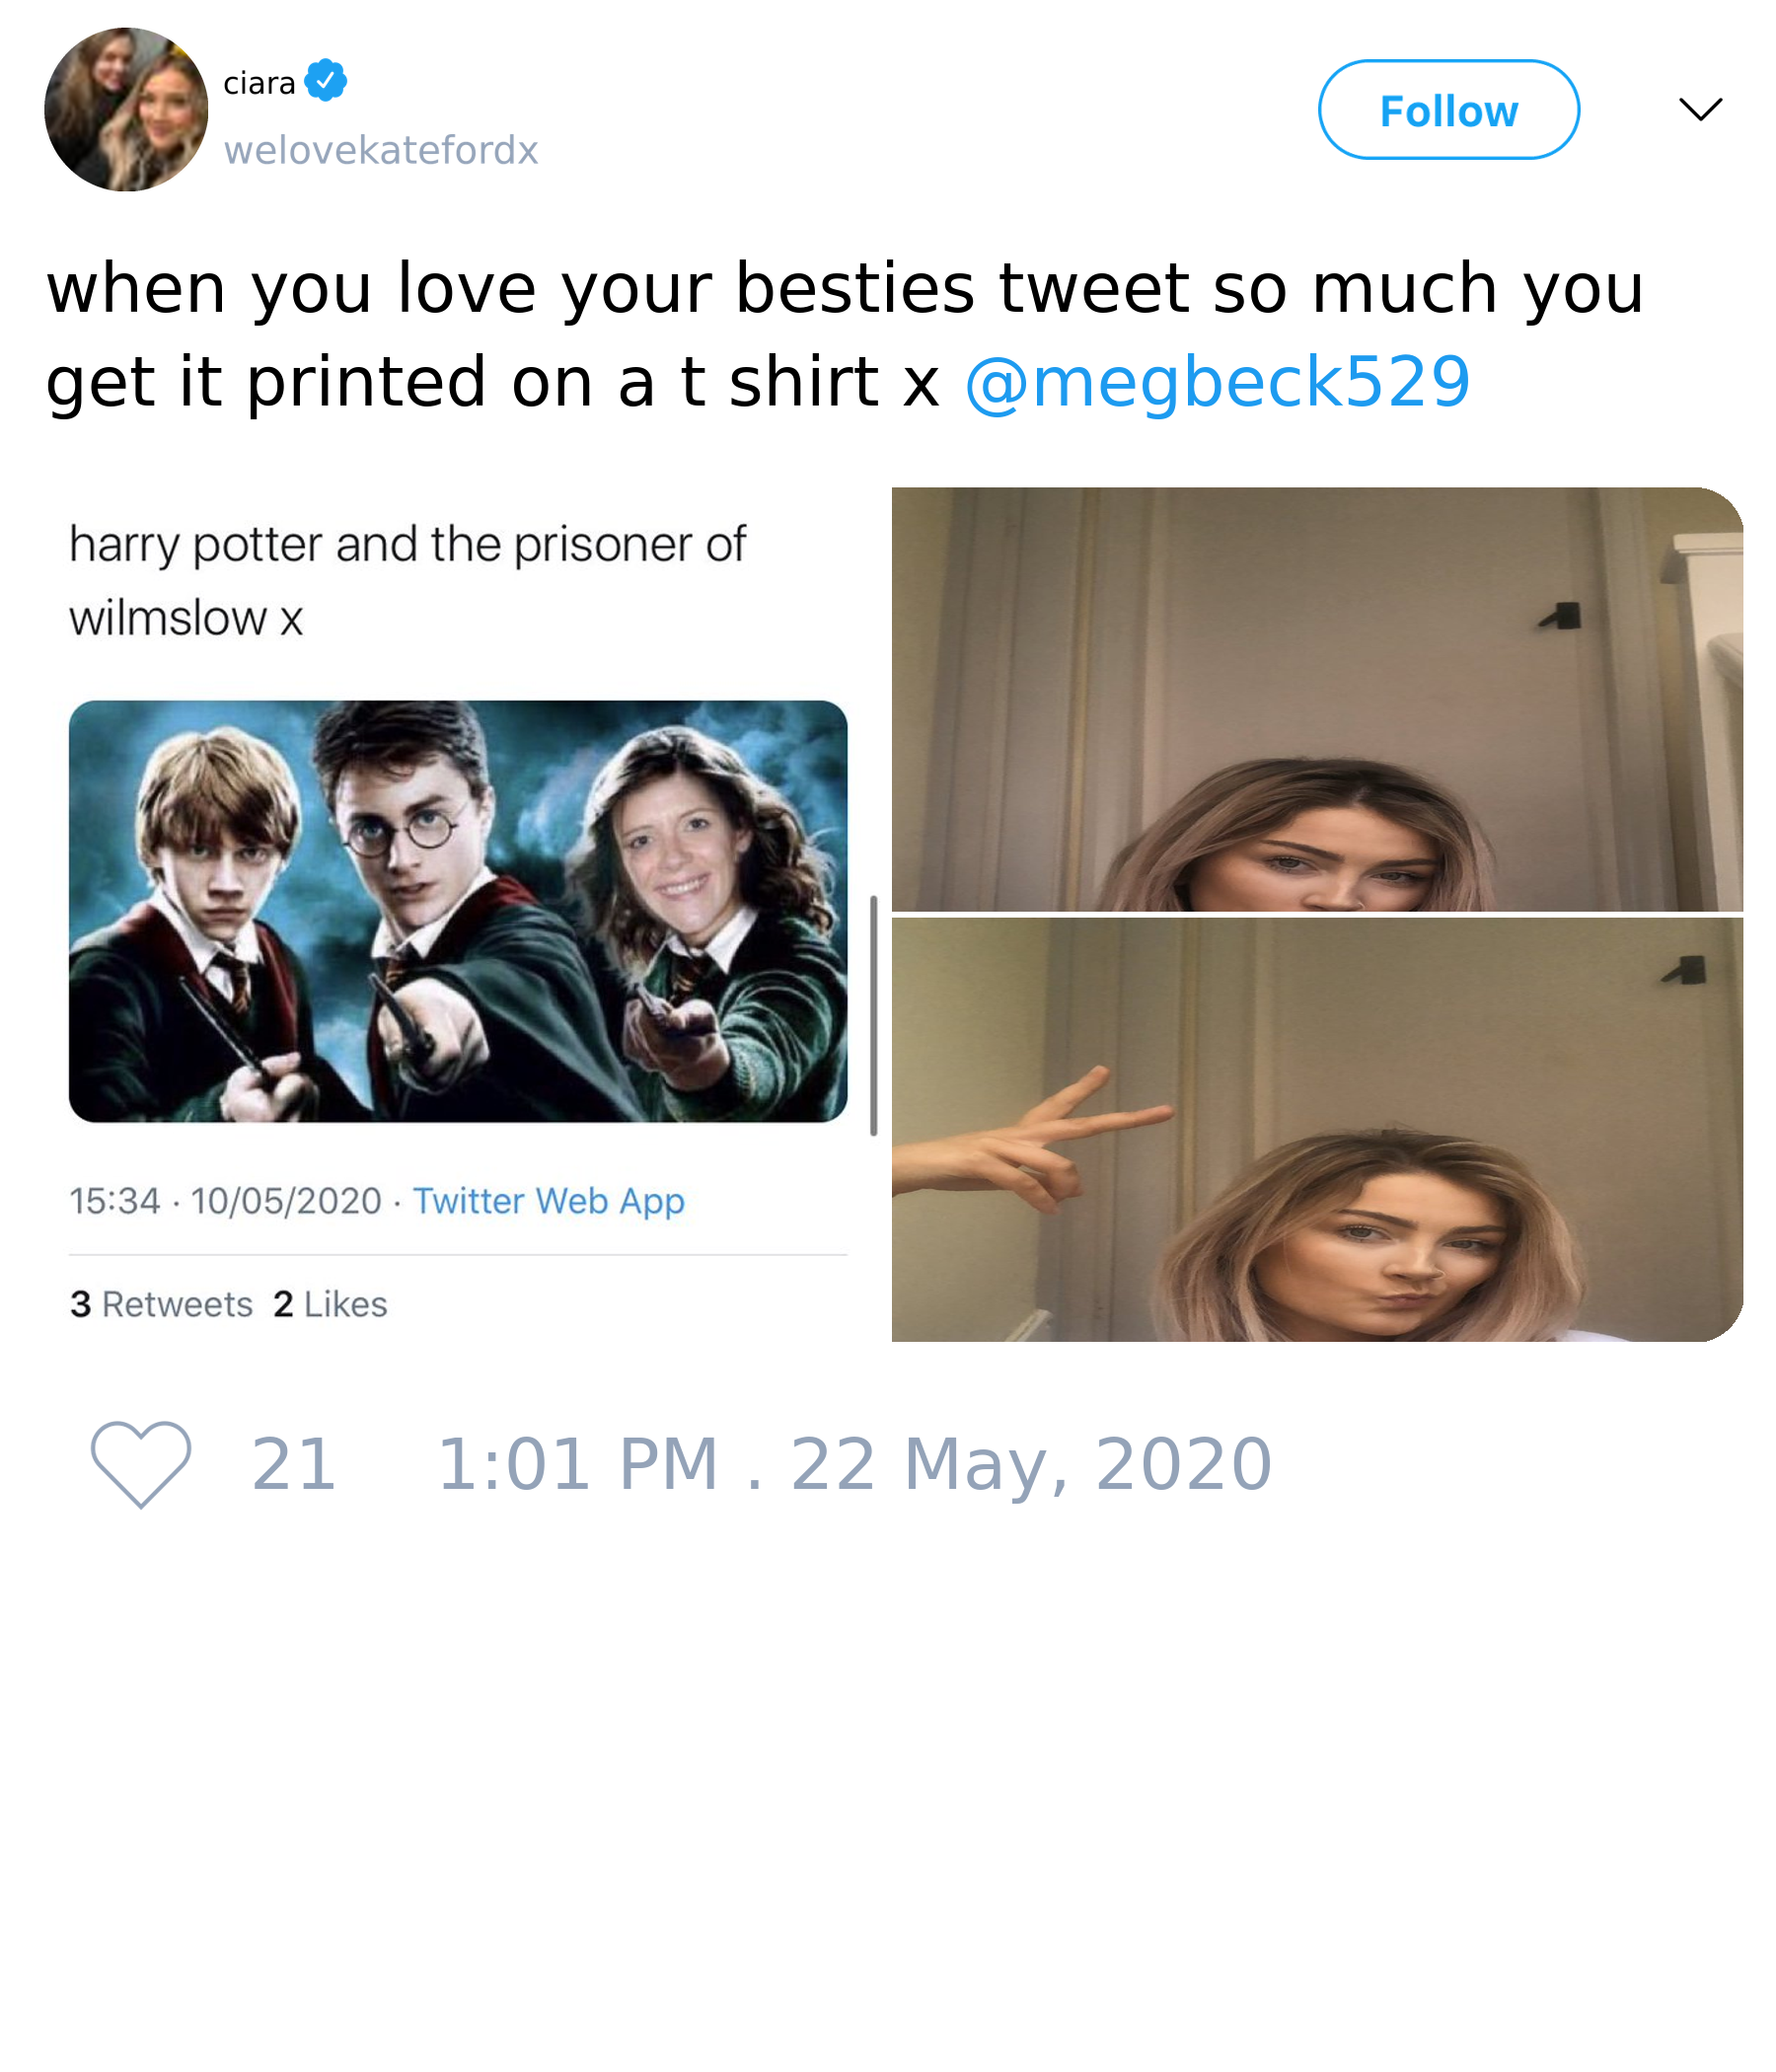 ciara
welovekatefordx
Follow
when you love your besties tweet so much you
get it printed on a t shirt x @megbeck529
harry potter and the prisoner of
wilmslow x
15:34 · 10/05/2020 · Twitter Web App
3 Retweets 2 Likes
21 1:01 PM . 22 May, 2020